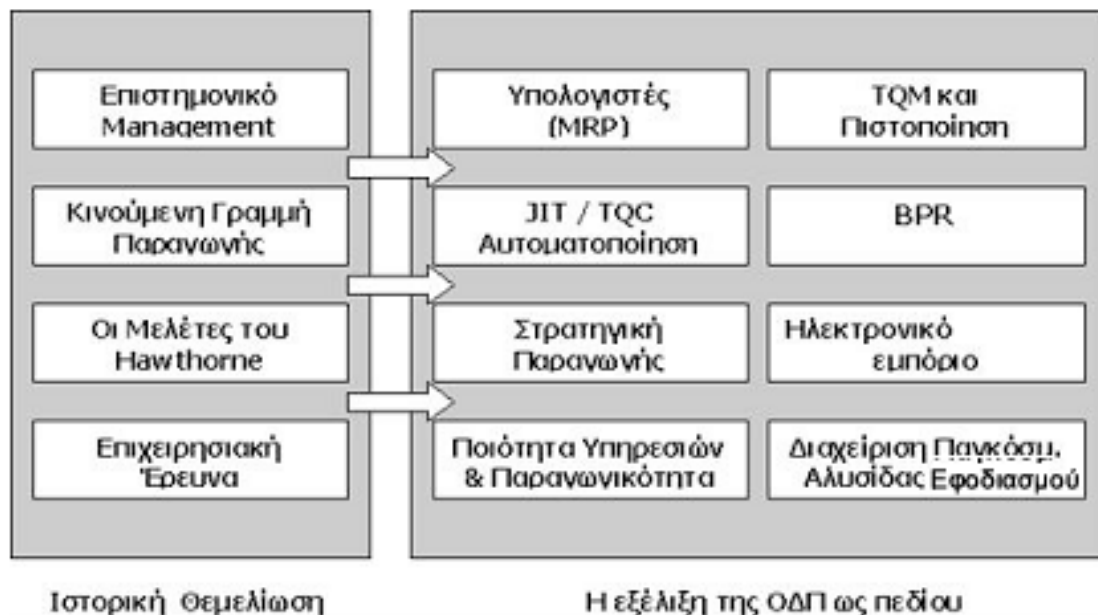 Επιστημονικό
Management
Κινούμενη Γραμμή
Παραγωγής
Οι Μελέτες του
Hawthorne
Επιχειρησιακή
Έρευνα
Υπολογιστές
(MRP)
JIT / TQC
Αυτοματοποίηση
Στρατηγική
Παραγωγής
Ποιότητα Υπηρεσιών
& Παραγωγικότητα
TQM και
Πιστοποίηση
BPR
Ηλεκτρονικό
εμπόριο
Διαχείριση Παγκόσμ.
Αλυσίδας Εφοδιασμού
Ιστορική Θεμελίωση
Η εξέλιξη της ΟΔΠ ως πεδίου